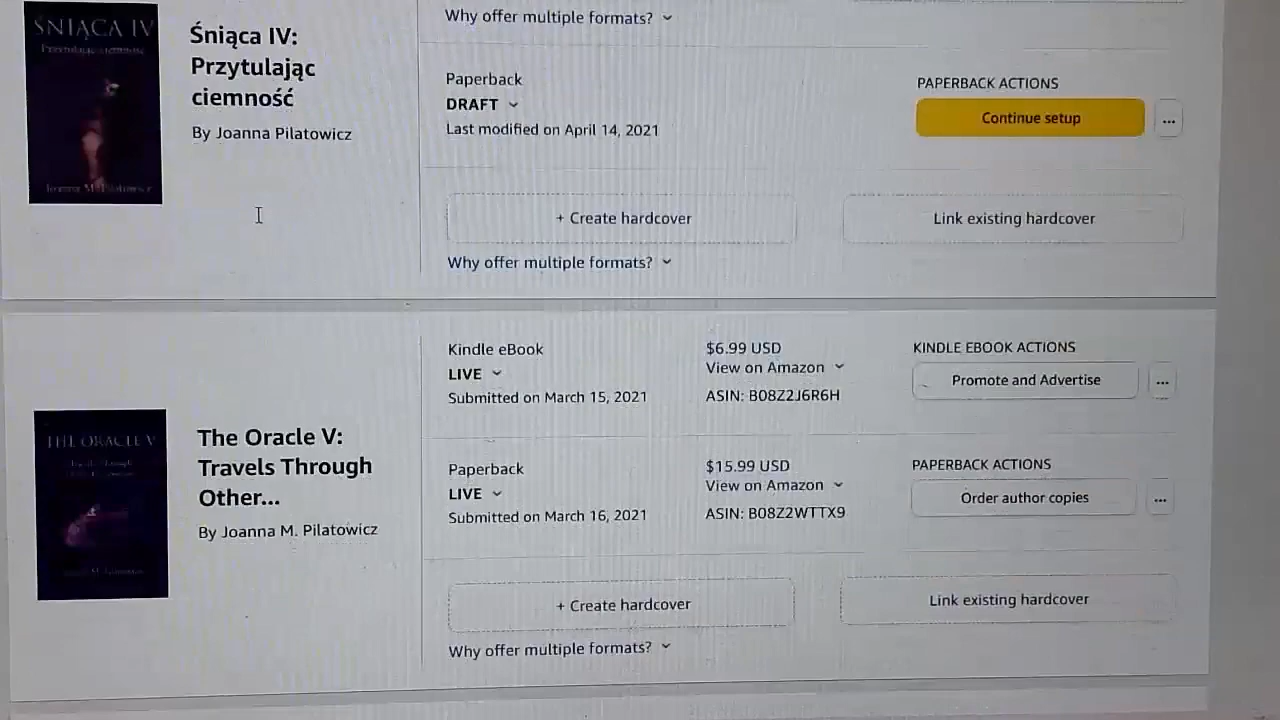 ŚNIĄCA IV
Przytulając ciemność
Joanna M. Pilatowicz
Śniąca IV:
Przytulając
ciemność
By Joanna Pilatowicz
Why offer multiple formats?
Paperback
DRAFT
Last modified on April 14, 2021
PAPERBACK ACTIONS
Continue setup
...
+ Create hardcover
Link existing hardcover
Why offer multiple formats?
THE ORACLE V
The Oracle V:
Travels Through
Other...
By Joanna M. Pilatowicz
Kindle eBook
LIVE
Submitted on March 15, 2021
$6.99 USD
View on Amazon
ASIN: B08Z2J6R6H
KINDLE EBOOK ACTIONS
Promote and Advertise
...
Paperback
LIVE
Submitted on March 16, 2021
$15.99 USD
View on Amazon
ASIN: B08Z2WTTX9
PAPERBACK ACTIONS
Order author copies
...
+ Create hardcover
Link existing hardcover
Why offer multiple formats?